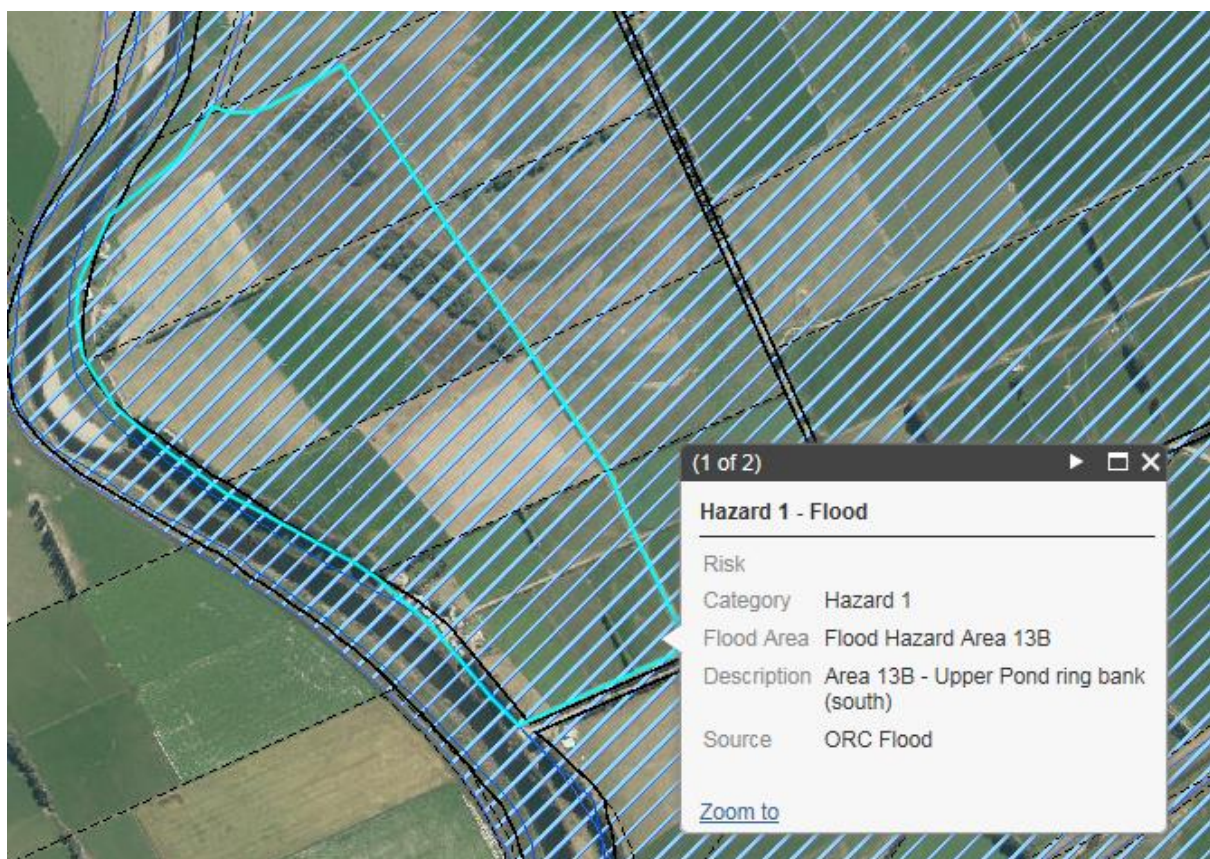 (1 of 2)
Hazard 1 - Flood
Risk
Category Hazard 1
Flood Area Flood Hazard Area 13B
Description Area 13B - Upper Pond ring bank
(south)
Source ORC Flood
Zoom to